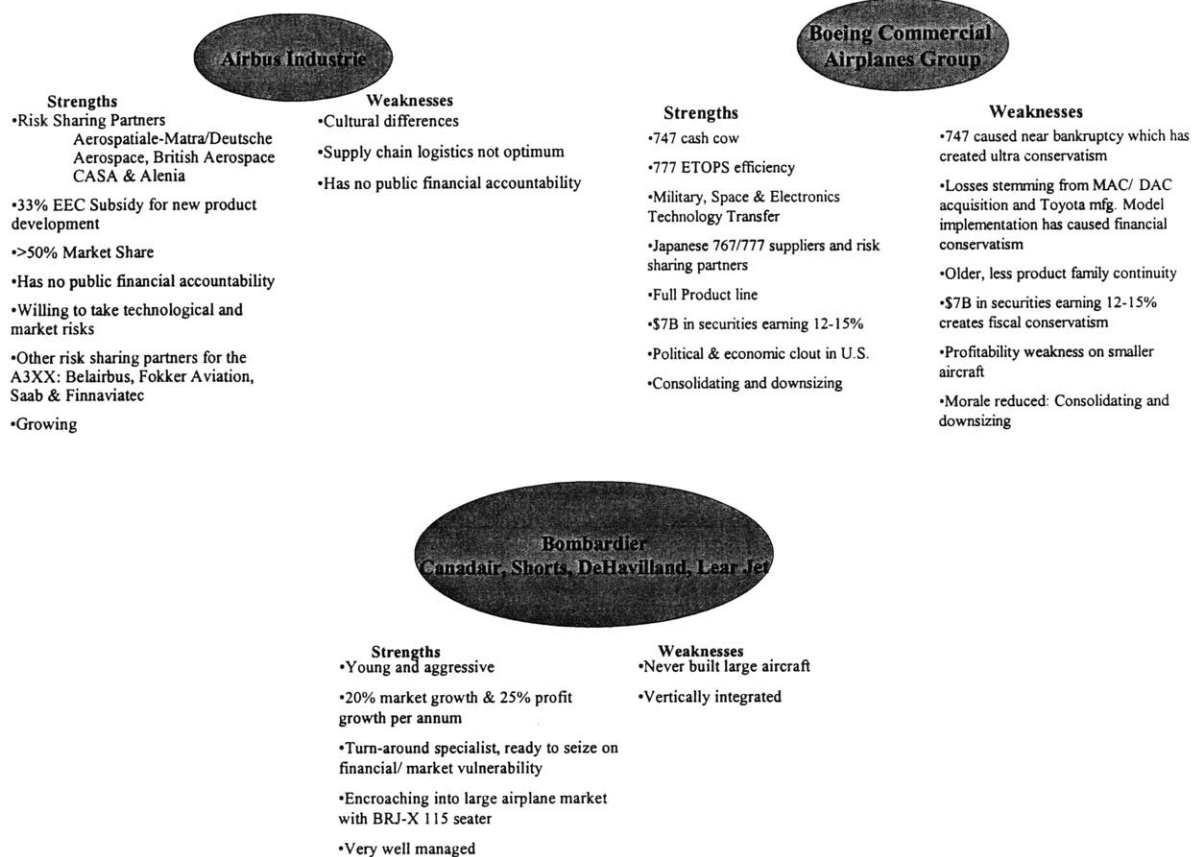 Airbus Industrie
Strengths
•Risk Sharing Partners
Aerospatiale-Matra/Deutsche
Aerospace, British Aerospace
CASA & Alenia
•33% EEC Subsidy for new product
development
•>50% Market Share
•Has no public financial accountability
•Willing to take technological and
market risks
•Other risk sharing partners for the
A3XX: Belairbus, Fokker Aviation,
Saab & Finnaviatec
•Growing
Weaknesses
•Cultural differences
•Supply chain logistics not optimum
•Has no public financial accountability
Boeing Commercial
Airplanes Group
Strengths
•747 cash cow
•777 ETOPS efficiency
•Military, Space & Electronics
Technology Transfer
•Japanese 767/777 suppliers and risk
sharing partners
•Full Product line
•$7B in securities earning 12-15%
•Political & economic clout in U.S.
•Consolidating and downsizing
Weaknesses
•747 caused near bankruptcy which has
created ultra conservatism
•Losses stemming from MAC/ DAC
acquisition and Toyota mfg. Model
implementation has caused financial
conservatism
•Older, less product family continuity
•$7B in securities earning 12-15%
creates fiscal conservatism
•Profitability weakness on smaller
aircraft
•Morale reduced: Consolidating and
downsizing
Bombardier
Canadair, Shorts, DeHavilland, Lear Jet
Strengths
•Young and aggressive
•20% market growth & 25% profit
growth per annum
•Turn-around specialist, ready to seize on
financial/ market vulnerability
•Encroaching into large airplane market
with BRJ-X 115 seater
•Very well managed
Weaknesses
•Never built large aircraft
•Vertically integrated